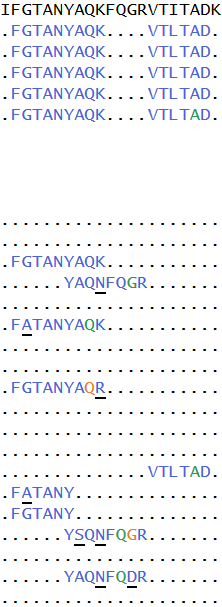 IFGTANYAQKFQGRVTITADK
.FGTANYAQK....VTLTAD.
.FGTANYAQK....VTLTAD.
.FGTANYAQK....VTLTAD.
.FGTANYAQK....VTLTAD.
.FGTANYAQK....VTLTAD.
.....................
.....................
.FGTANYAQK...........
......YAQNFQGR.......
.....................
.FATANYAQK...........
.....................
.....................
.FGTANYAQR...........
.....................
.....................
.....................
..............VTLTAD.
.FATANY..............
.FGTANY..............
......YSQNFQGR.......
.....................
......YAQNFQDR.......
.....................